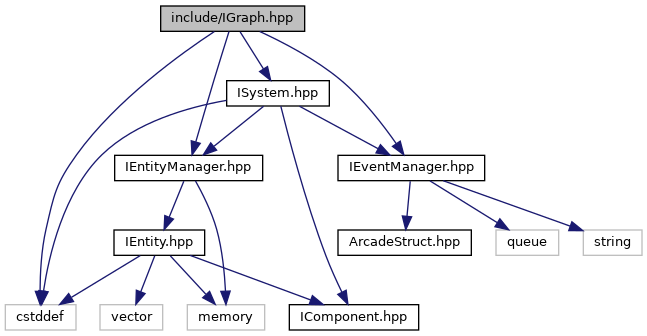 include/IGraph.hpp
ISystem.hpp
IEntityManager.hpp
IEventManager.hpp
IEntity.hpp
ArcadeStruct.hpp
queue
string
cstddef
vector
memory
IComponent.hpp